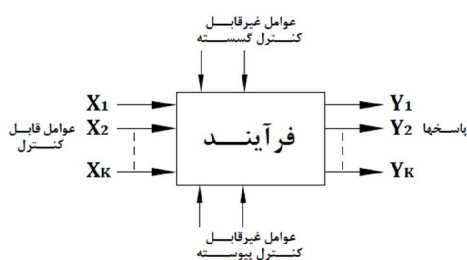 عوامل غیرقابل
کنترل گسسته
X1
Y1
عوامل قابل
کنترل
X2
فرآیند
Y2
پاسخها
XK
YK
عوامل غیرقابل
کنترل پیوسته